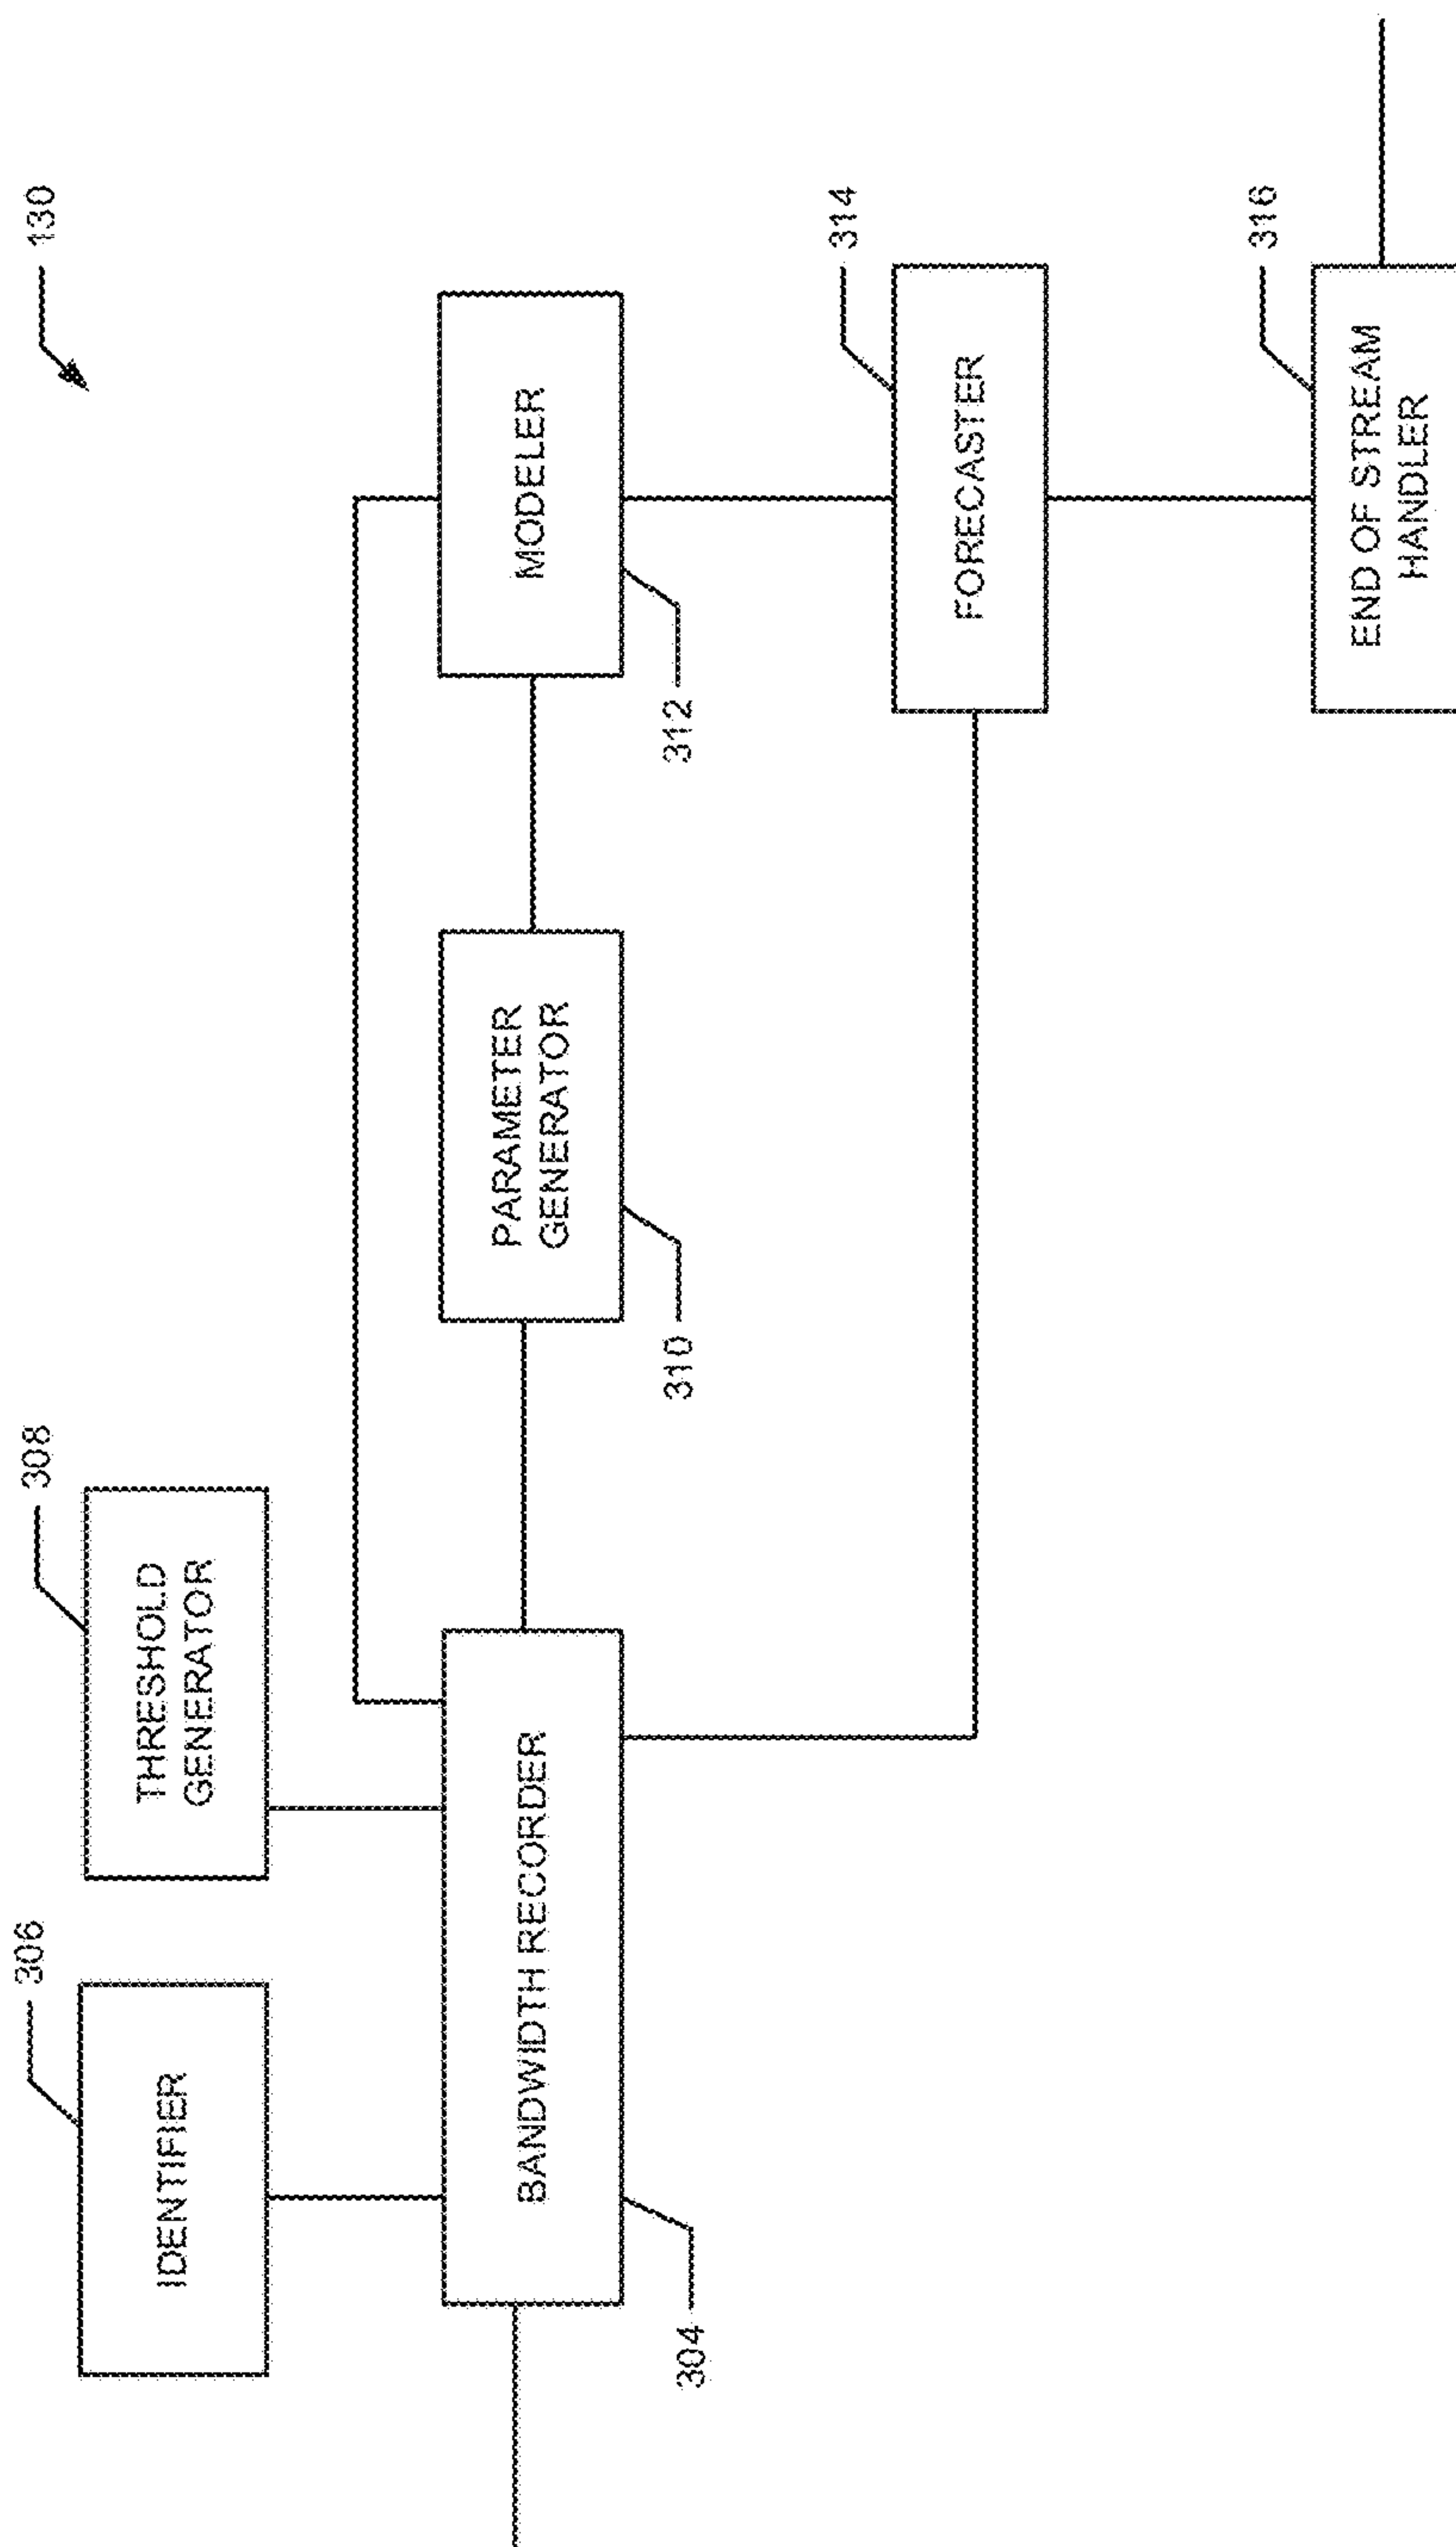 130
306
308
IDENTIFIER
THRESHOLD
GENERATOR
BANDWIDTH RECORDER
PARAMETER
GENERATOR
MODELER
304
310
312
314
FORECASTER
316
END OF STREAM
HANDLER